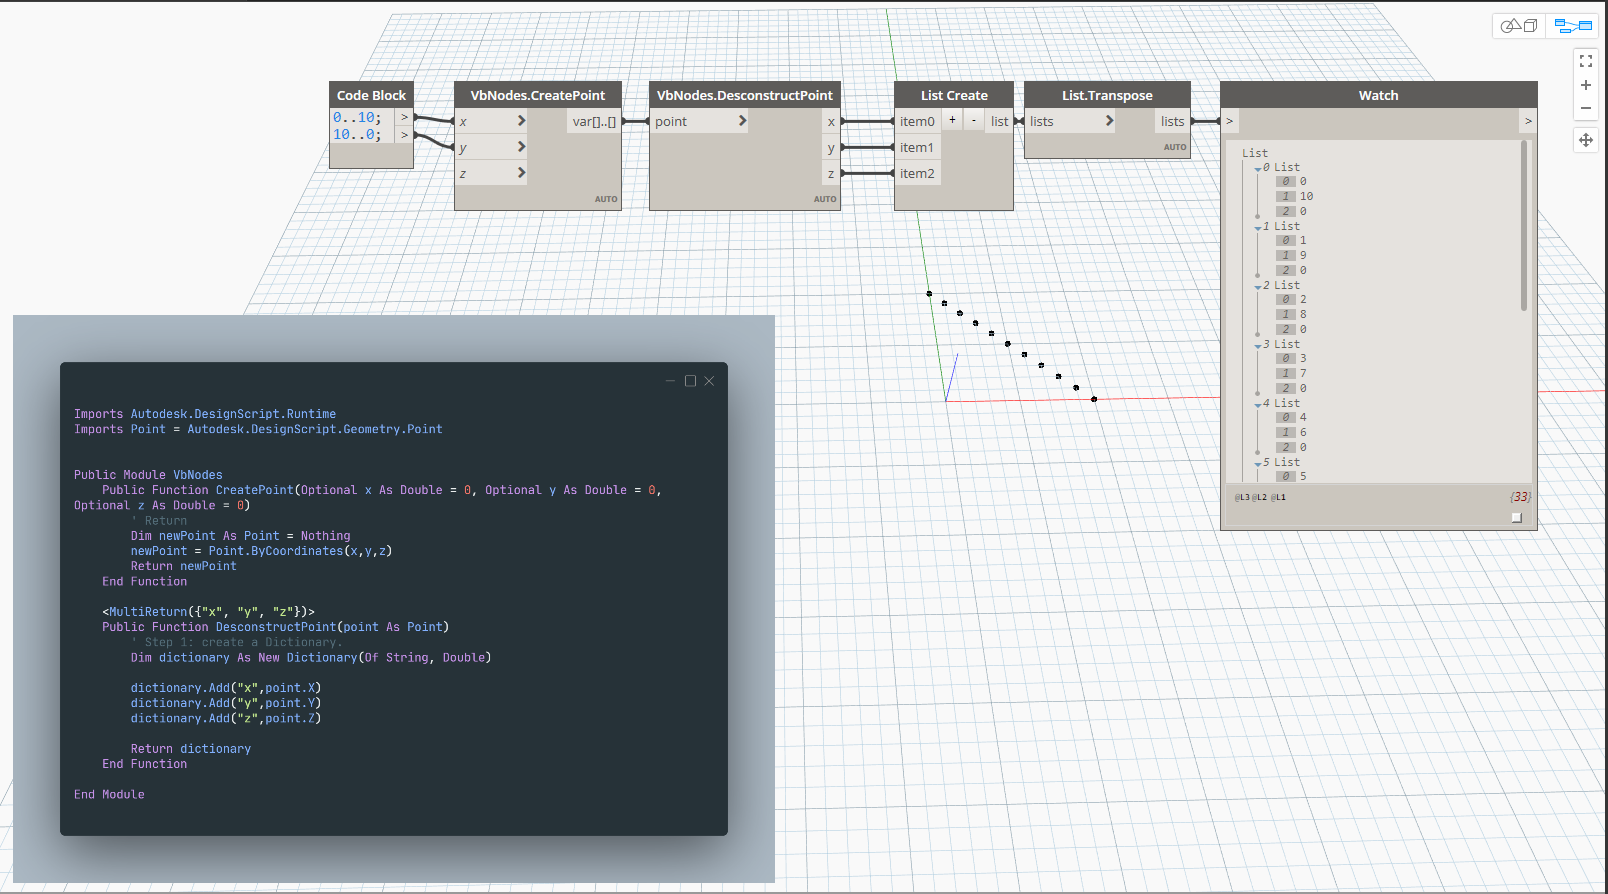 Code Block
0..10; >
10..0; >
VbNodes.CreatePoint
x > var[]..[]
y >
z >
AUTO
VbNodes.DesconstructPoint
point > x
y
z
AUTO
List Create
item0 + - list
item1
item2
List.Transpose
lists > lists
AUTO
Watch
> >
List
0 List
0 0
1 10
2 0
1 List
0 1
1 9
2 0
2 List
0 2
1 8
2 0
3 List
0 3
1 7
2 0
4 List
0 4
1 6
2 0
5 List
0 5
@L3 @L2 @L1 {33}
Imports Autodesk.DesignScript.Runtime
Imports Point = Autodesk.DesignScript.Geometry.Point
Public Module VbNodes
Public Function CreatePoint(Optional x As Double = 0, Optional y As Double = 0,
Optional z As Double = 0)
' Return
Dim newPoint As Point = Nothing
newPoint = Point.ByCoordinates(x,y,z)
Return newPoint
End Function
<MultiReturn({"x", "y", "z"})>
Public Function DesconstructPoint(point As Point)
' Step 1: create a Dictionary.
Dim dictionary As New Dictionary(Of String, Double)
dictionary.Add("x",point.X)
dictionary.Add("y",point.Y)
dictionary.Add("z",point.Z)
Return dictionary
End Function
End Module